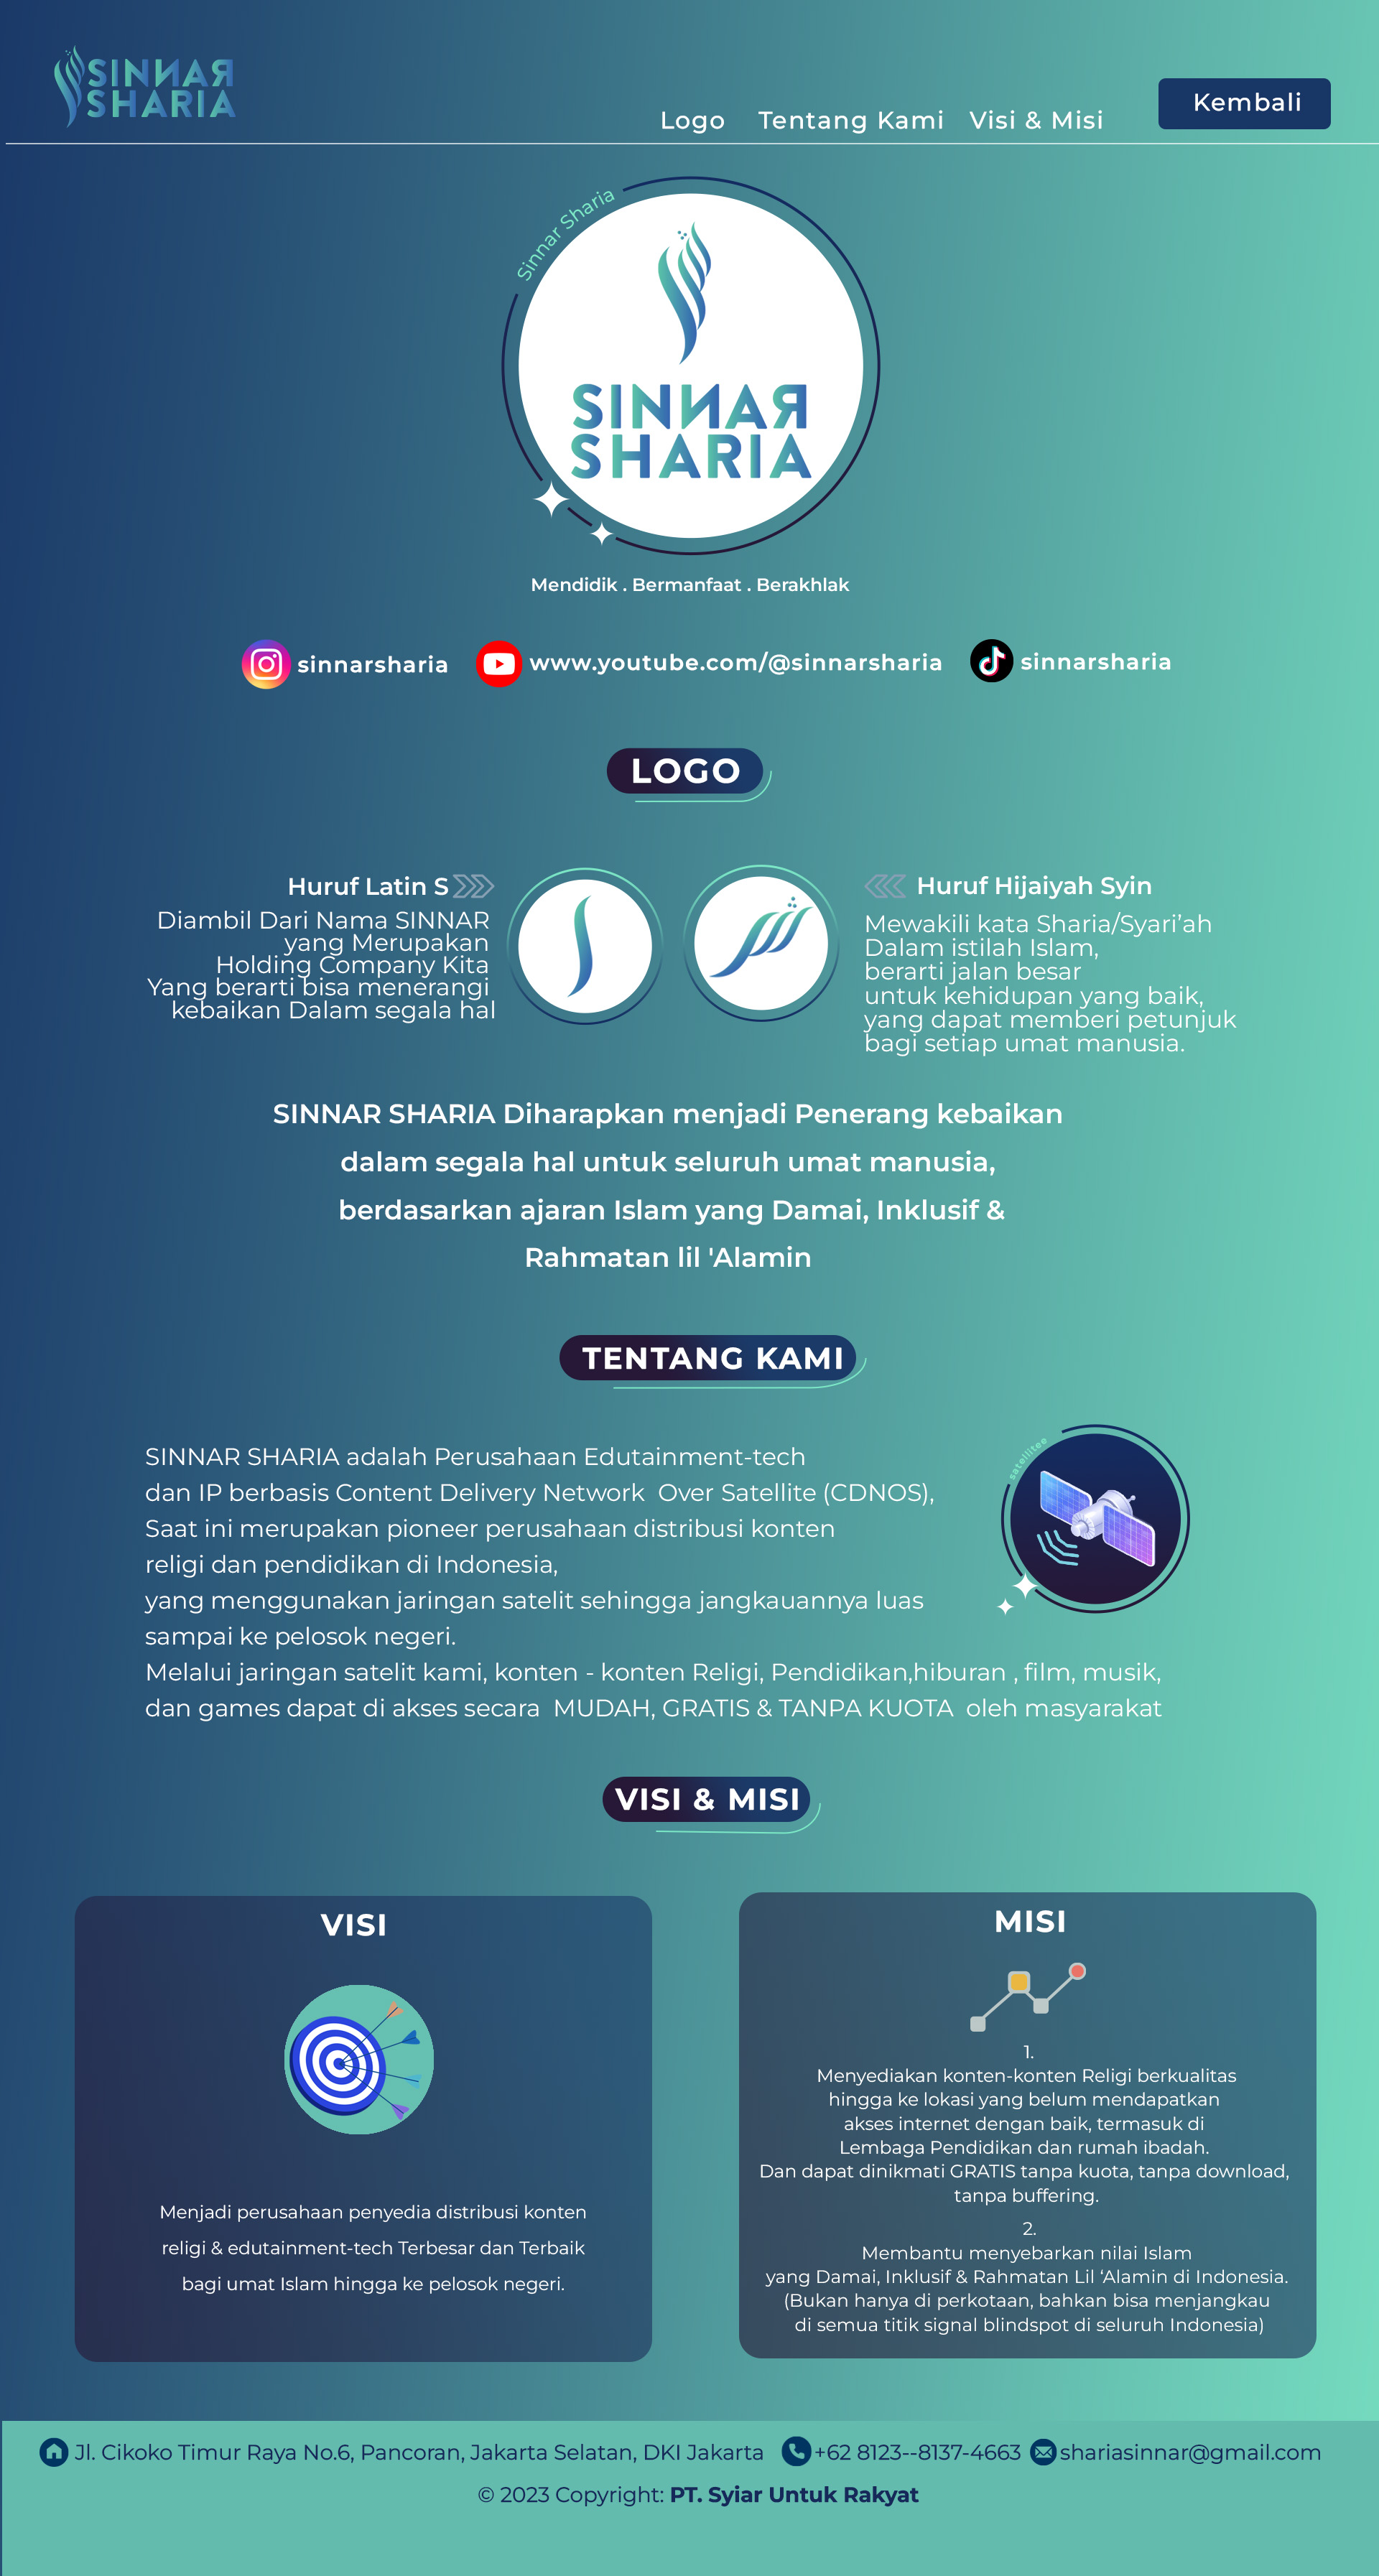 SINNAR
SHARIA
Logo
Tentang Kami
Visi & Misi
Kembali
Sinnar Sharia
SINNAR
SHARIA
Mendidik . Bermanfaat . Berakhlak
sinnarsharia
www.youtube.com/@sinnarsharia
sinnarsharia
LOGO
Huruf Latin S
Diambil Dari Nama SINNAR
yang Merupakan
Holding Company Kita
Yang berarti bisa menerangi
kebaikan Dalam segala hal
Huruf Hijaiyah Syin
Mewakili kata Sharia/Syari’ah
Dalam istilah Islam,
berarti jalan besar
untuk kehidupan yang baik,
yang dapat memberi petunjuk
bagi setiap umat manusia.
SINNAR SHARIA Diharapkan menjadi Penerang kebaikan
dalam segala hal untuk seluruh umat manusia,
berdasarkan ajaran Islam yang Damai, Inklusif &
Rahmatan lil 'Alamin
TENTANG KAMI
SINNAR SHARIA adalah Perusahaan Edutainment-tech
dan IP berbasis Content Delivery Network Over Satellite (CDNOS),
Saat ini merupakan pioneer perusahaan distribusi konten
religi dan pendidikan di Indonesia,
yang menggunakan jaringan satelit sehingga jangkauannya luas
sampai ke pelosok negeri.
Melalui jaringan satelit kami, konten - konten Religi, Pendidikan,hiburan , film, musik,
dan games dapat di akses secara MUDAH, GRATIS & TANPA KUOTA oleh masyarakat
satellitee
VISI & MISI
VISI
Menjadi perusahaan penyedia distribusi konten
religi & edutainment-tech Terbesar dan Terbaik
bagi umat Islam hingga ke pelosok negeri.
MISI
1.
Menyediakan konten-konten Religi berkualitas
hingga ke lokasi yang belum mendapatkan
akses internet dengan baik, termasuk di
Lembaga Pendidikan dan rumah ibadah.
Dan dapat dinikmati GRATIS tanpa kuota, tanpa download,
tanpa buffering.
2.
Membantu menyebarkan nilai Islam
yang Damai, Inklusif & Rahmatan Lil ‘Alamin di Indonesia.
(Bukan hanya di perkotaan, bahkan bisa menjangkau
di semua titik signal blindspot di seluruh Indonesia)
Jl. Cikoko Timur Raya No.6, Pancoran, Jakarta Selatan, DKI Jakarta
+62 8123--8137-4663
shariasinnar@gmail.com
© 2023 Copyright: PT. Syiar Untuk Rakyat